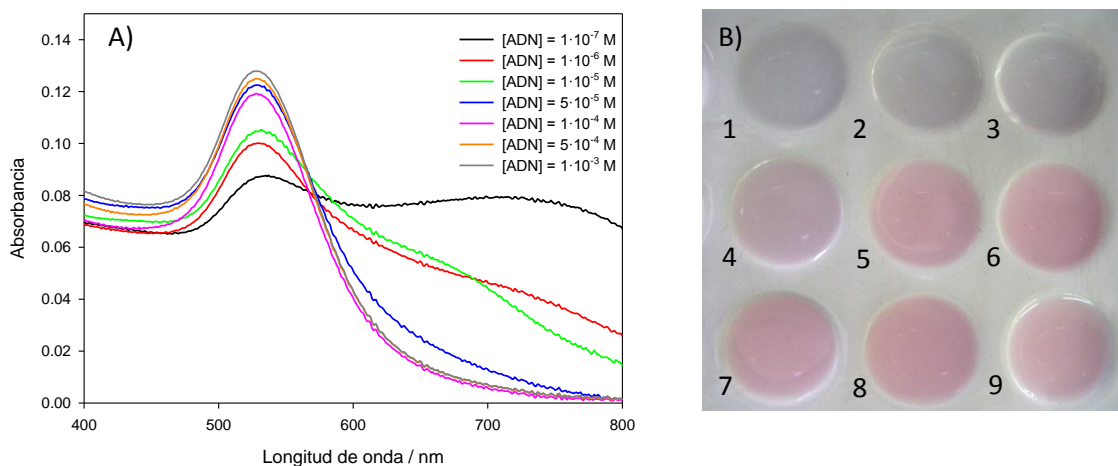 A)
0.14
0.12
0.10
0.08
0.06
0.04
0.02
0.00
Absorbancia
400
500
600
700
800
Longitud de onda / nm
[ADN] = 1·10⁻⁷ M
[ADN] = 1·10⁻⁶ M
[ADN] = 1·10⁻⁵ M
[ADN] = 5·10⁻⁵ M
[ADN] = 1·10⁻⁴ M
[ADN] = 5·10⁻⁴ M
[ADN] = 1·10⁻³ M
B)
1
2
3
4
5
6
7
8
9